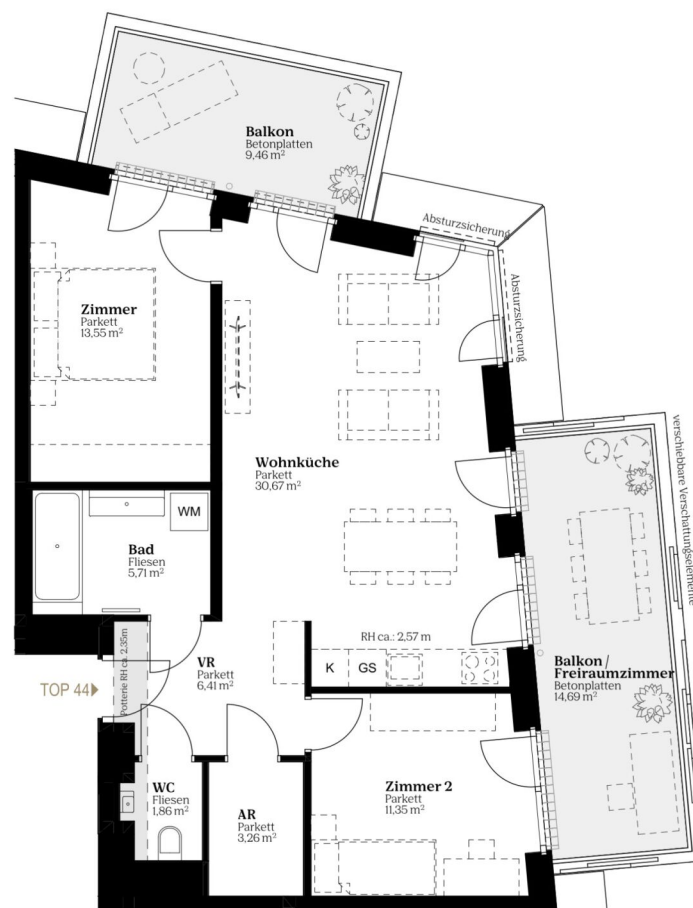 Balkon
Betonplatten
9,46 m²
Absturzsicherung
Absturzsicherung
Zimmer
Parkett
13,55 m²
Wohnküche
Parkett
30,67 m²
verschiebbare Verschattungselemente
WM
Bad
Fliesen
5,71 m²
RH ca.: 2,57 m
K
GS
Potterie RH ca. 2,35m
VR
Parkett
6,41 m²
TOP 44
Balkon/
Freiraumzimmer
Betonplatten
14,69 m²
WC
Fliesen
1,86 m²
AR
Parkett
3,26 m²
Zimmer 2
Parkett
11,35 m²